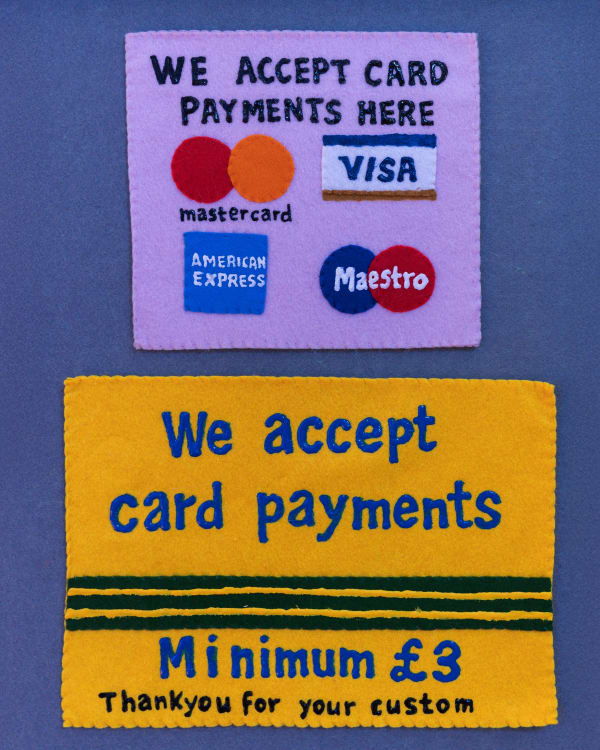 WE ACCEPT CARD
PAYMENTS HERE
mastercard
VISA
AMERICAN
EXPRESS
Maestro
We accept
card payments
Minimum £3
Thankyou for your custom